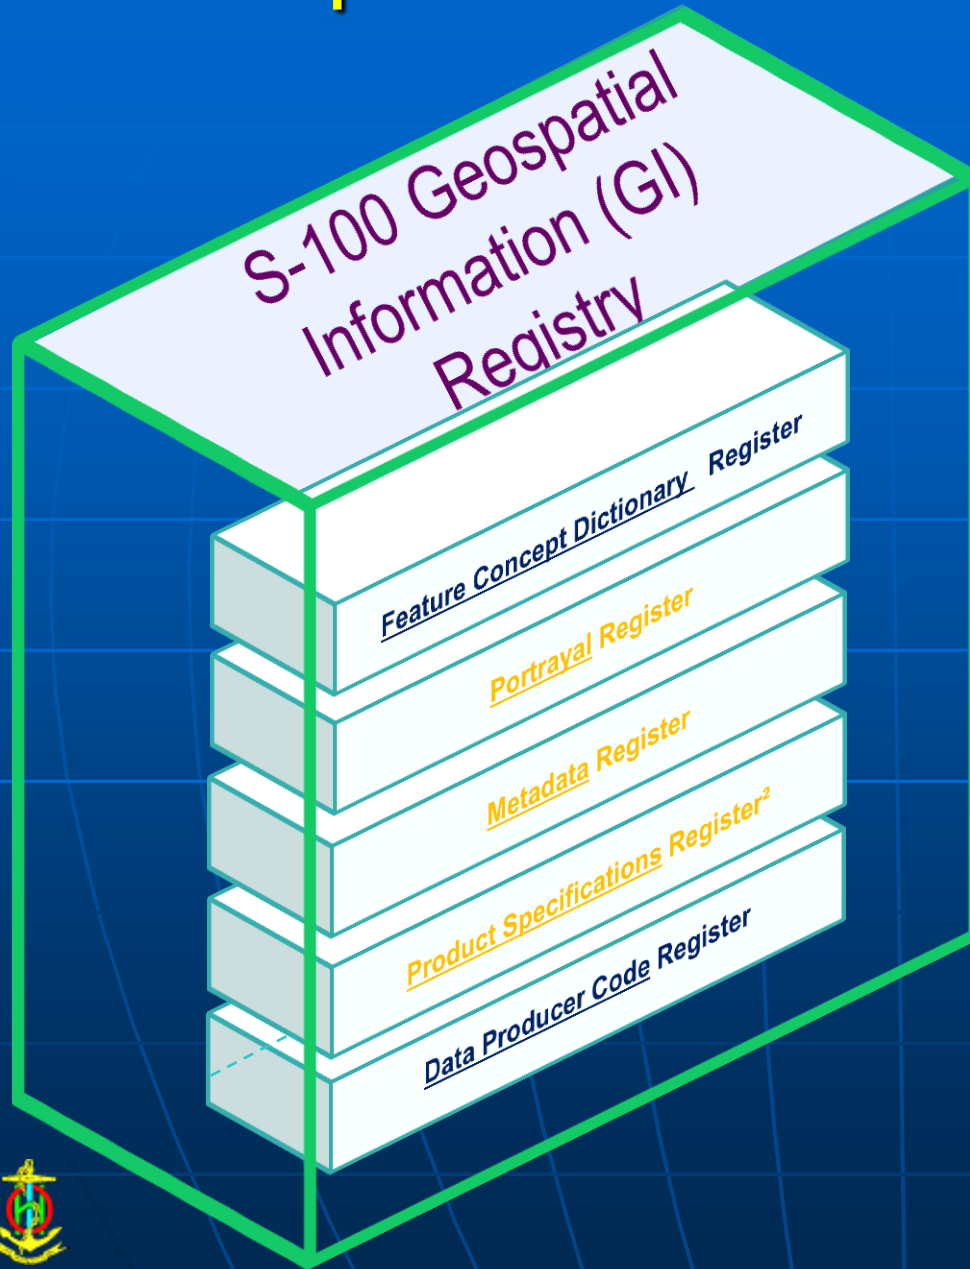 S-100 Geospatial
Information (GI)
Registry
Feature Concept Dictionary Register
Portrayal Register
Metadata Register
Product Specifications Register²
Data Producer Code Register